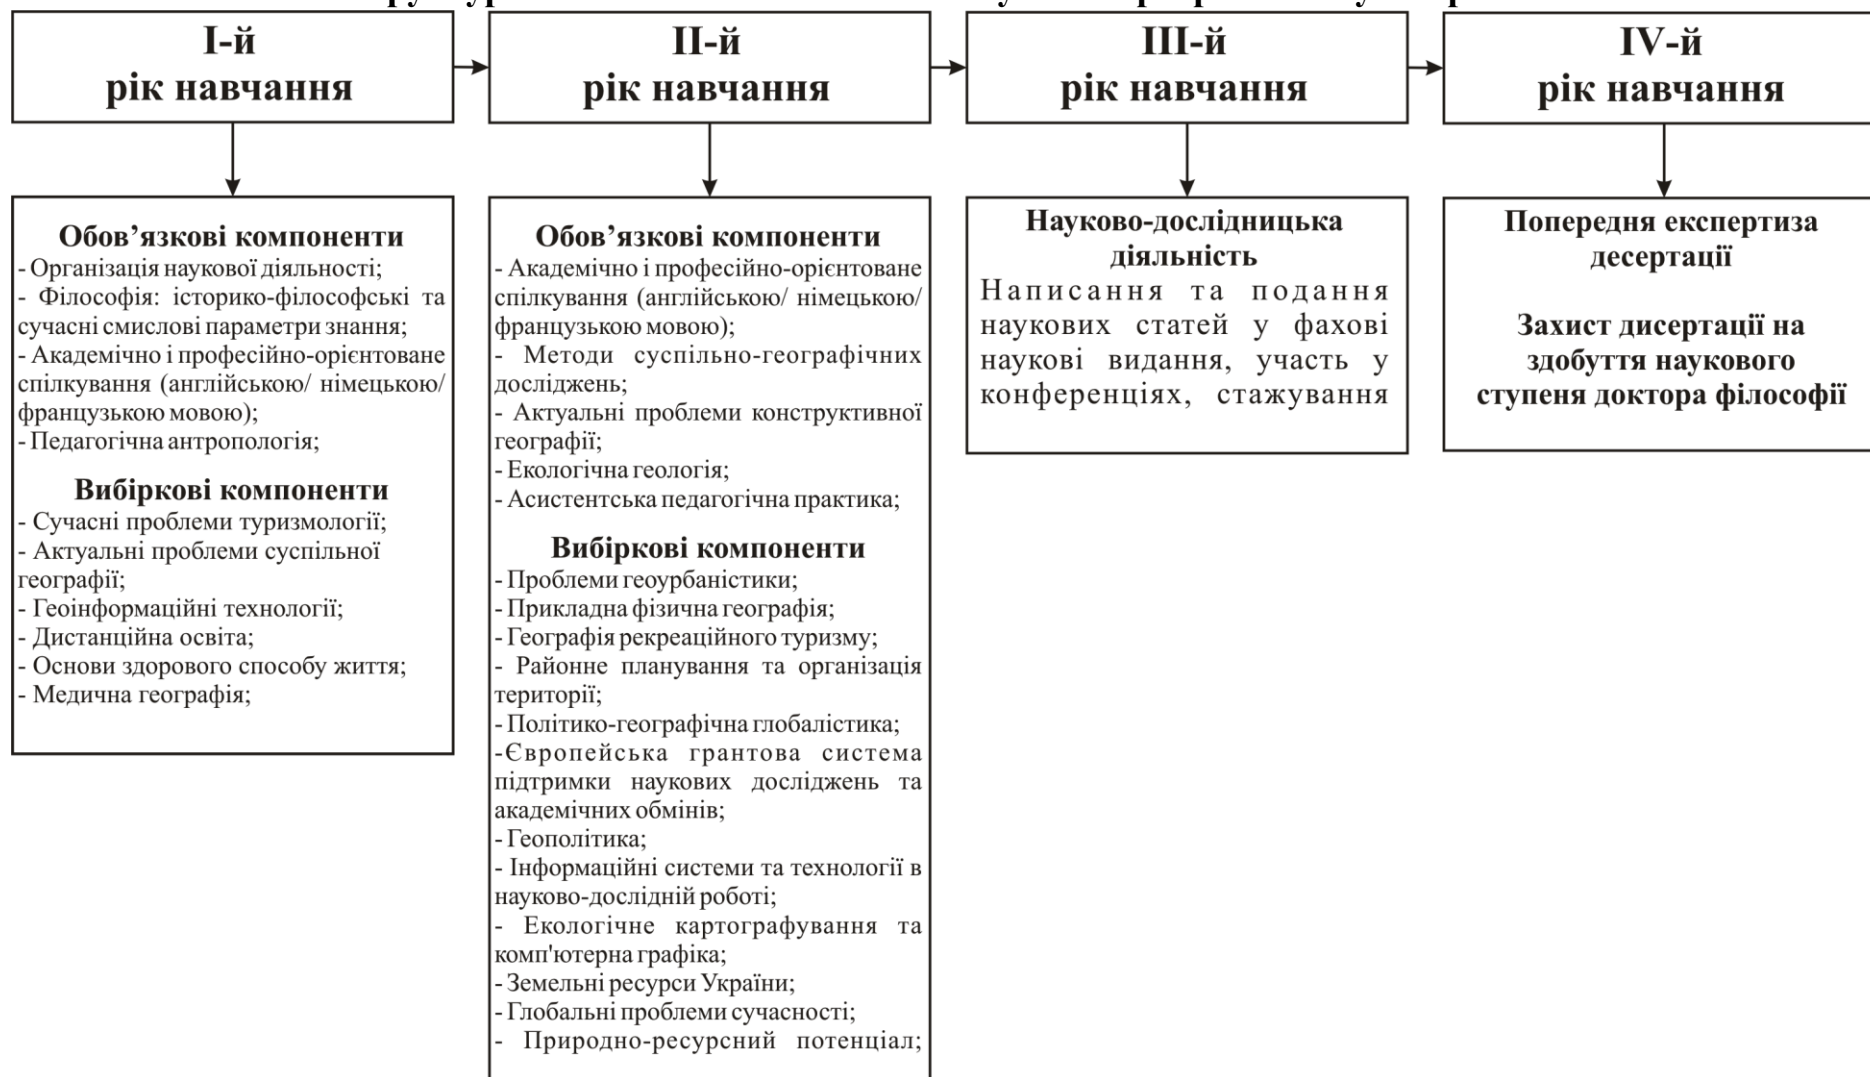 І-й
рік навчання
ІІ-й
рік навчання
ІІІ-й
рік навчання
IV-й
рік навчання
Обов’язкові компоненти
- Організація наукової діяльності;
- Філософія: історико-філософські та
сучасні смислові параметри знання;
- Академічно і професійно-орієнтоване
спілкування (англійською/ німецькою/
французькою мовою);
- Педагогічна антропологія;
Вибіркові компоненти
- Сучасні проблеми туризмології;
- Актуальні проблеми суспільної
географії;
- Геоінформаційні технології;
- Дистанційна освіта;
- Основи здорового способу життя;
- Медична географія;
Обов’язкові компоненти
- Академічно і професійно-орієнтоване
спілкування (англійською/ німецькою/
французькою мовою);
- Методи суспільно-географічних
досліджень;
- Актуальні проблеми конструктивної
географії;
- Екологічна геологія;
- Асистентська педагогічна практика;
Вибіркові компоненти
- Проблеми геоурбаністики;
- Прикладна фізична географія;
- Географія рекреаційного туризму;
- Районне планування та організація
території;
- Політико-географічна глобалістика;
-Європейська грантова система
підтримки наукових досліджень та
академічних обмінів;
- Геополітика;
- Інформаційні системи та технології в
науково-дослідній роботі;
- Екологічне картографування та
комп'ютерна графіка;
- Земельні ресурси України;
- Глобальні проблеми сучасності;
- Природно-ресурсний потенціал;
Науково-дослідницька
діяльність
Написання та подання
наукових статей у фахові
наукові видання, участь у
конференціях, стажування
Попередня експертиза
десертації
Захист дисертації на
здобуття наукового
ступеня доктора філософії